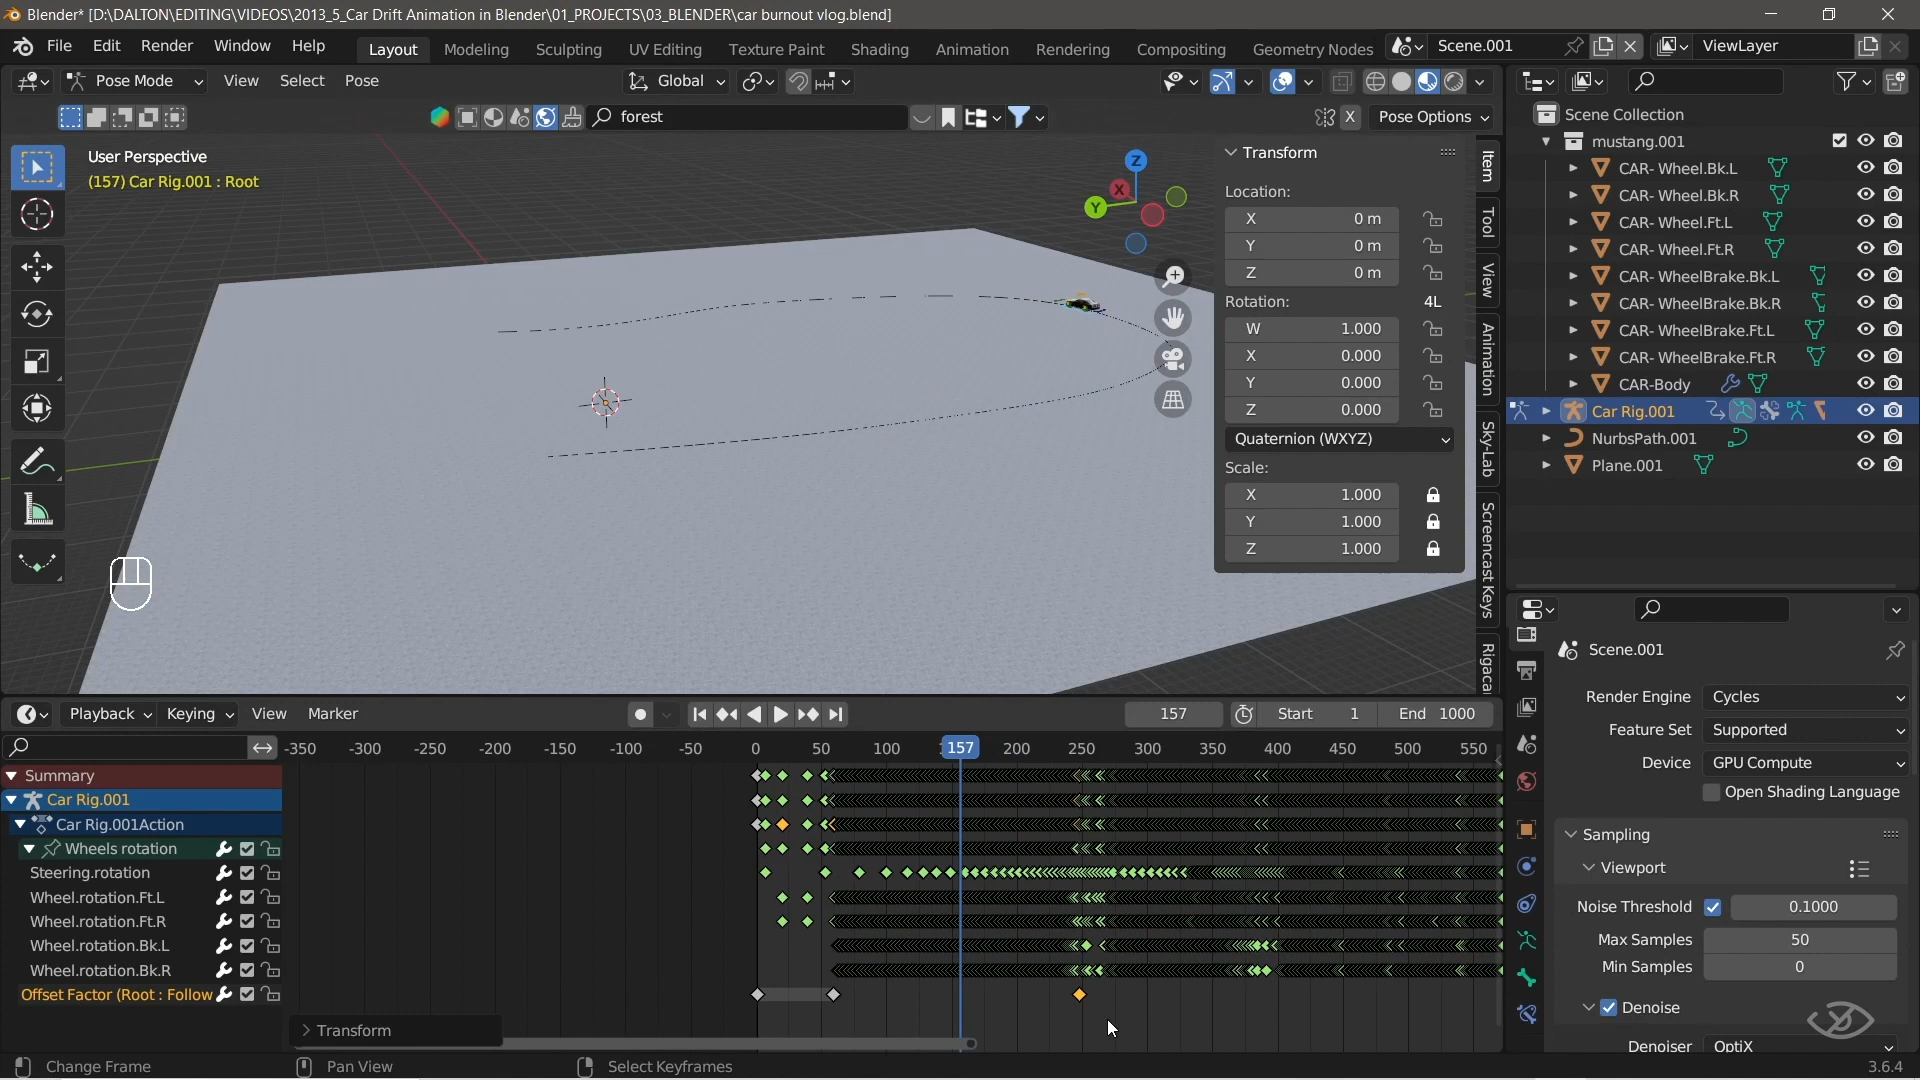 Blender* [D:\DALTON\EDITING\VIDEOS\2013_5_Car Drift Animation in Blender\01_PROJECTS\03_BLENDER\car burnout vlog.blend]
File Edit Render Window Help Layout Modeling Sculpting UV Editing Texture Paint Shading Animation Rendering Compositing Geometry Nodes Scene.001 ViewLayer
Pose Mode View Select Pose Global
forest X Pose Options
User Perspective
(157) Car Rig.001 : Root
Z
X
Y
Transform
Location:
X 0 m
Y 0 m
Z 0 m
Rotation: 4L
W 1.000
X 0.000
Y 0.000
Z 0.000
Quaternion (WXYZ)
Scale:
X 1.000
Y 1.000
Z 1.000
Item
Tool
View
Animation
Sky-Lab
Screencast Keys
Rigacar
Scene Collection
mustang.001
CAR- Wheel.Bk.L
CAR- Wheel.Bk.R
CAR- Wheel.Ft.L
CAR- Wheel.Ft.R
CAR- WheelBrake.Bk.L
CAR- WheelBrake.Bk.R
CAR- WheelBrake.Ft.L
CAR- WheelBrake.Ft.R
CAR-Body
Car Rig.001
NurbsPath.001
Plane.001
Scene.001
Render Engine Cycles
Feature Set Supported
Device GPU Compute
Open Shading Language
Sampling
Viewport
Noise Threshold 0.1000
Max Samples 50
Min Samples 0
Denoise
Denoiser OptiX
Playback Keying View Marker 157 Start 1 End 1000
-350 -300 -250 -200 -150 -100 -50 0 50 100 157 200 250 300 350 400 450 500 550
Summary
Car Rig.001
Car Rig.001Action
Wheels rotation
Steering.rotation
Wheel.rotation.Ft.L
Wheel.rotation.Ft.R
Wheel.rotation.Bk.L
Wheel.rotation.Bk.R
Offset Factor (Root : Follow
Transform
Change Frame Pan View Select Keyframes 3.6.4